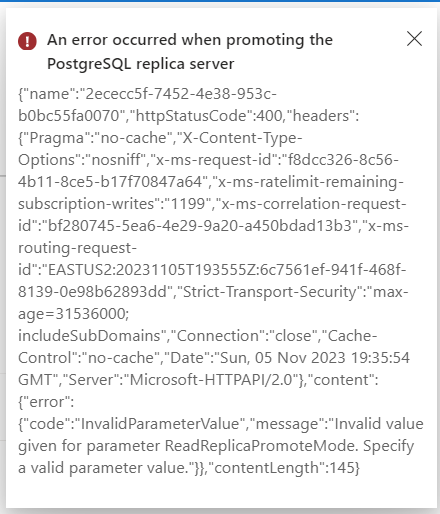 An error occurred when promoting the
PostgreSQL replica server
{"name":"2ececc5f-7452-4e38-953c-
b0bc55fa0070","httpStatusCode":400,"headers":
{"Pragma":"no-cache","X-Content-Type-
Options":"nosniff","x-ms-request-id":"f8dcc326-8c56-
4b11-8ce5-b17f70847a64","x-ms-ratelimit-remaining-
subscription-writes":"1199","x-ms-correlation-request-
id":"bf280745-5ea6-4e29-9a20-a450bdad13b3","x-ms-
routing-request-
id":"EASTUS2:20231105T193555Z:6c7561ef-941f-468f-
8139-0e98b62893dd","Strict-Transport-Security":"max-
age=31536000;
includeSubDomains","Connection":"close","Cache-
Control":"no-cache","Date":"Sun, 05 Nov 2023 19:35:54
GMT","Server":"Microsoft-HTTPAPI/2.0"},"content":
{"error":
{"code":"InvalidParameterValue","message":"Invalid value
given for parameter ReadReplicaPromoteMode. Specify
a valid parameter value."}},"contentLength":145}